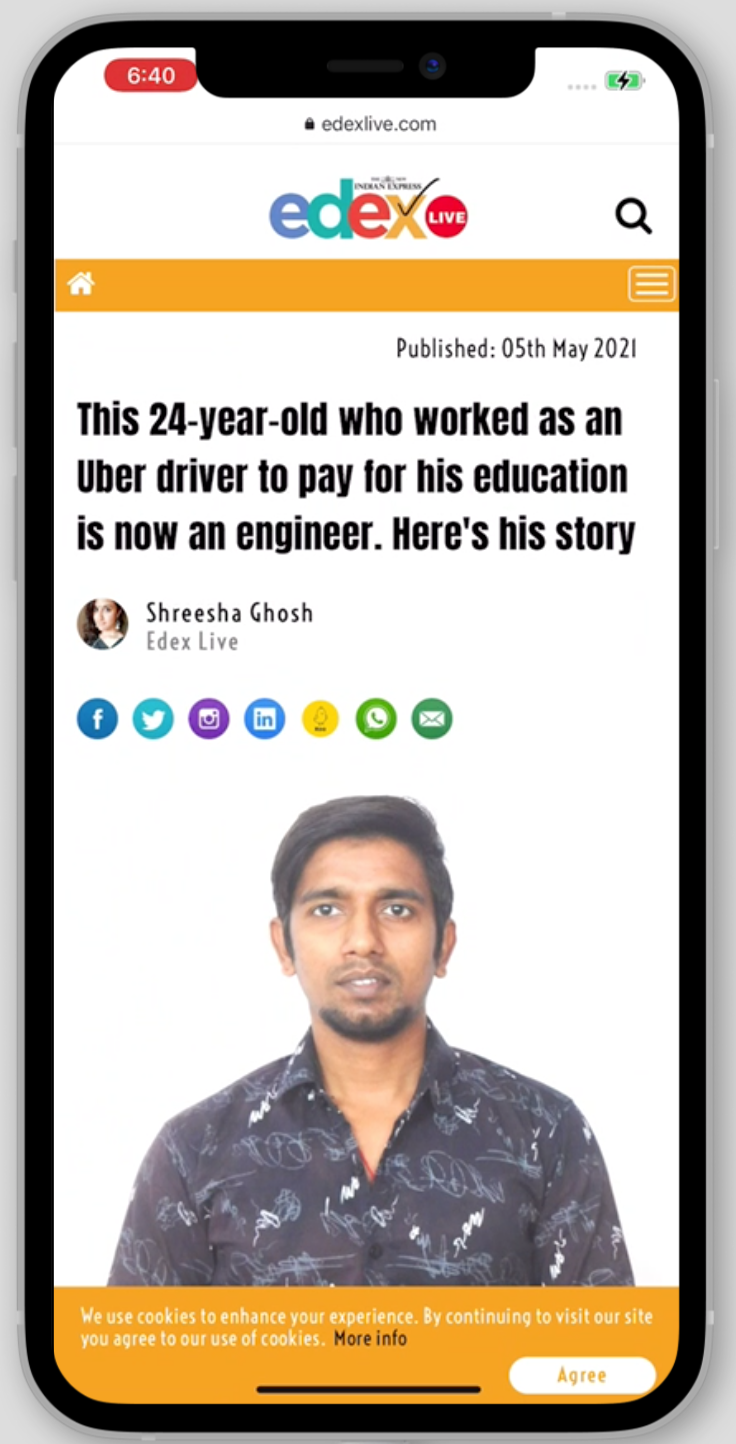 6:40
edexlive.com
THE NEW
INDIAN EXPRESS
edex LIVE
Published: 05th May 2021
This 24-year-old who worked as an
Uber driver to pay for his education
is now an engineer. Here's his story
Shreesha Ghosh
Edex Live
We use cookies to enhance your experience. By continuing to visit our site
you agree to our use of cookies. More info
Agree